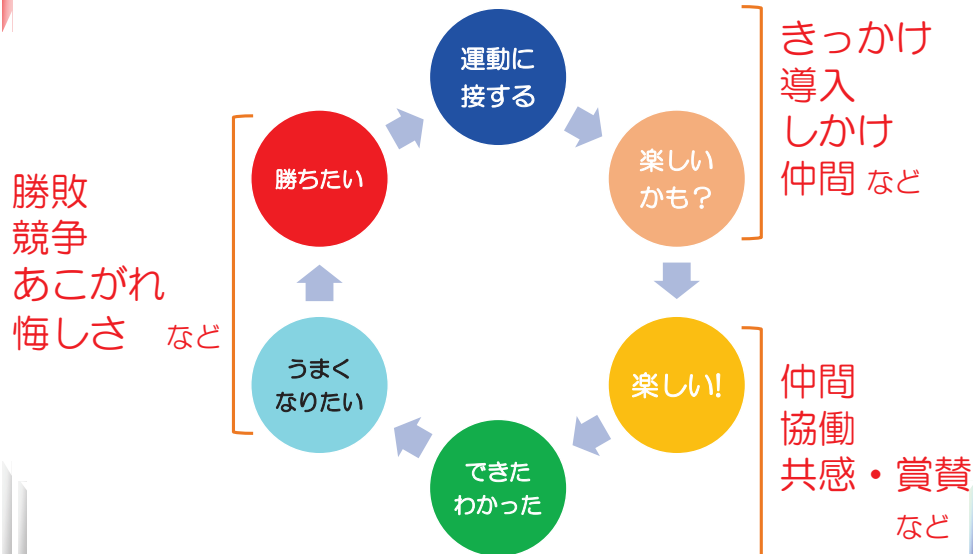 運動に
接する
楽しい
かも？
楽しい!
できた
わかった
うまく
なりたい
勝ちたい
きっかけ
導入
しかけ
仲間 など
仲間
協働
共感・賞賛
など
勝敗
競争
あこがれ
悔しさ　など